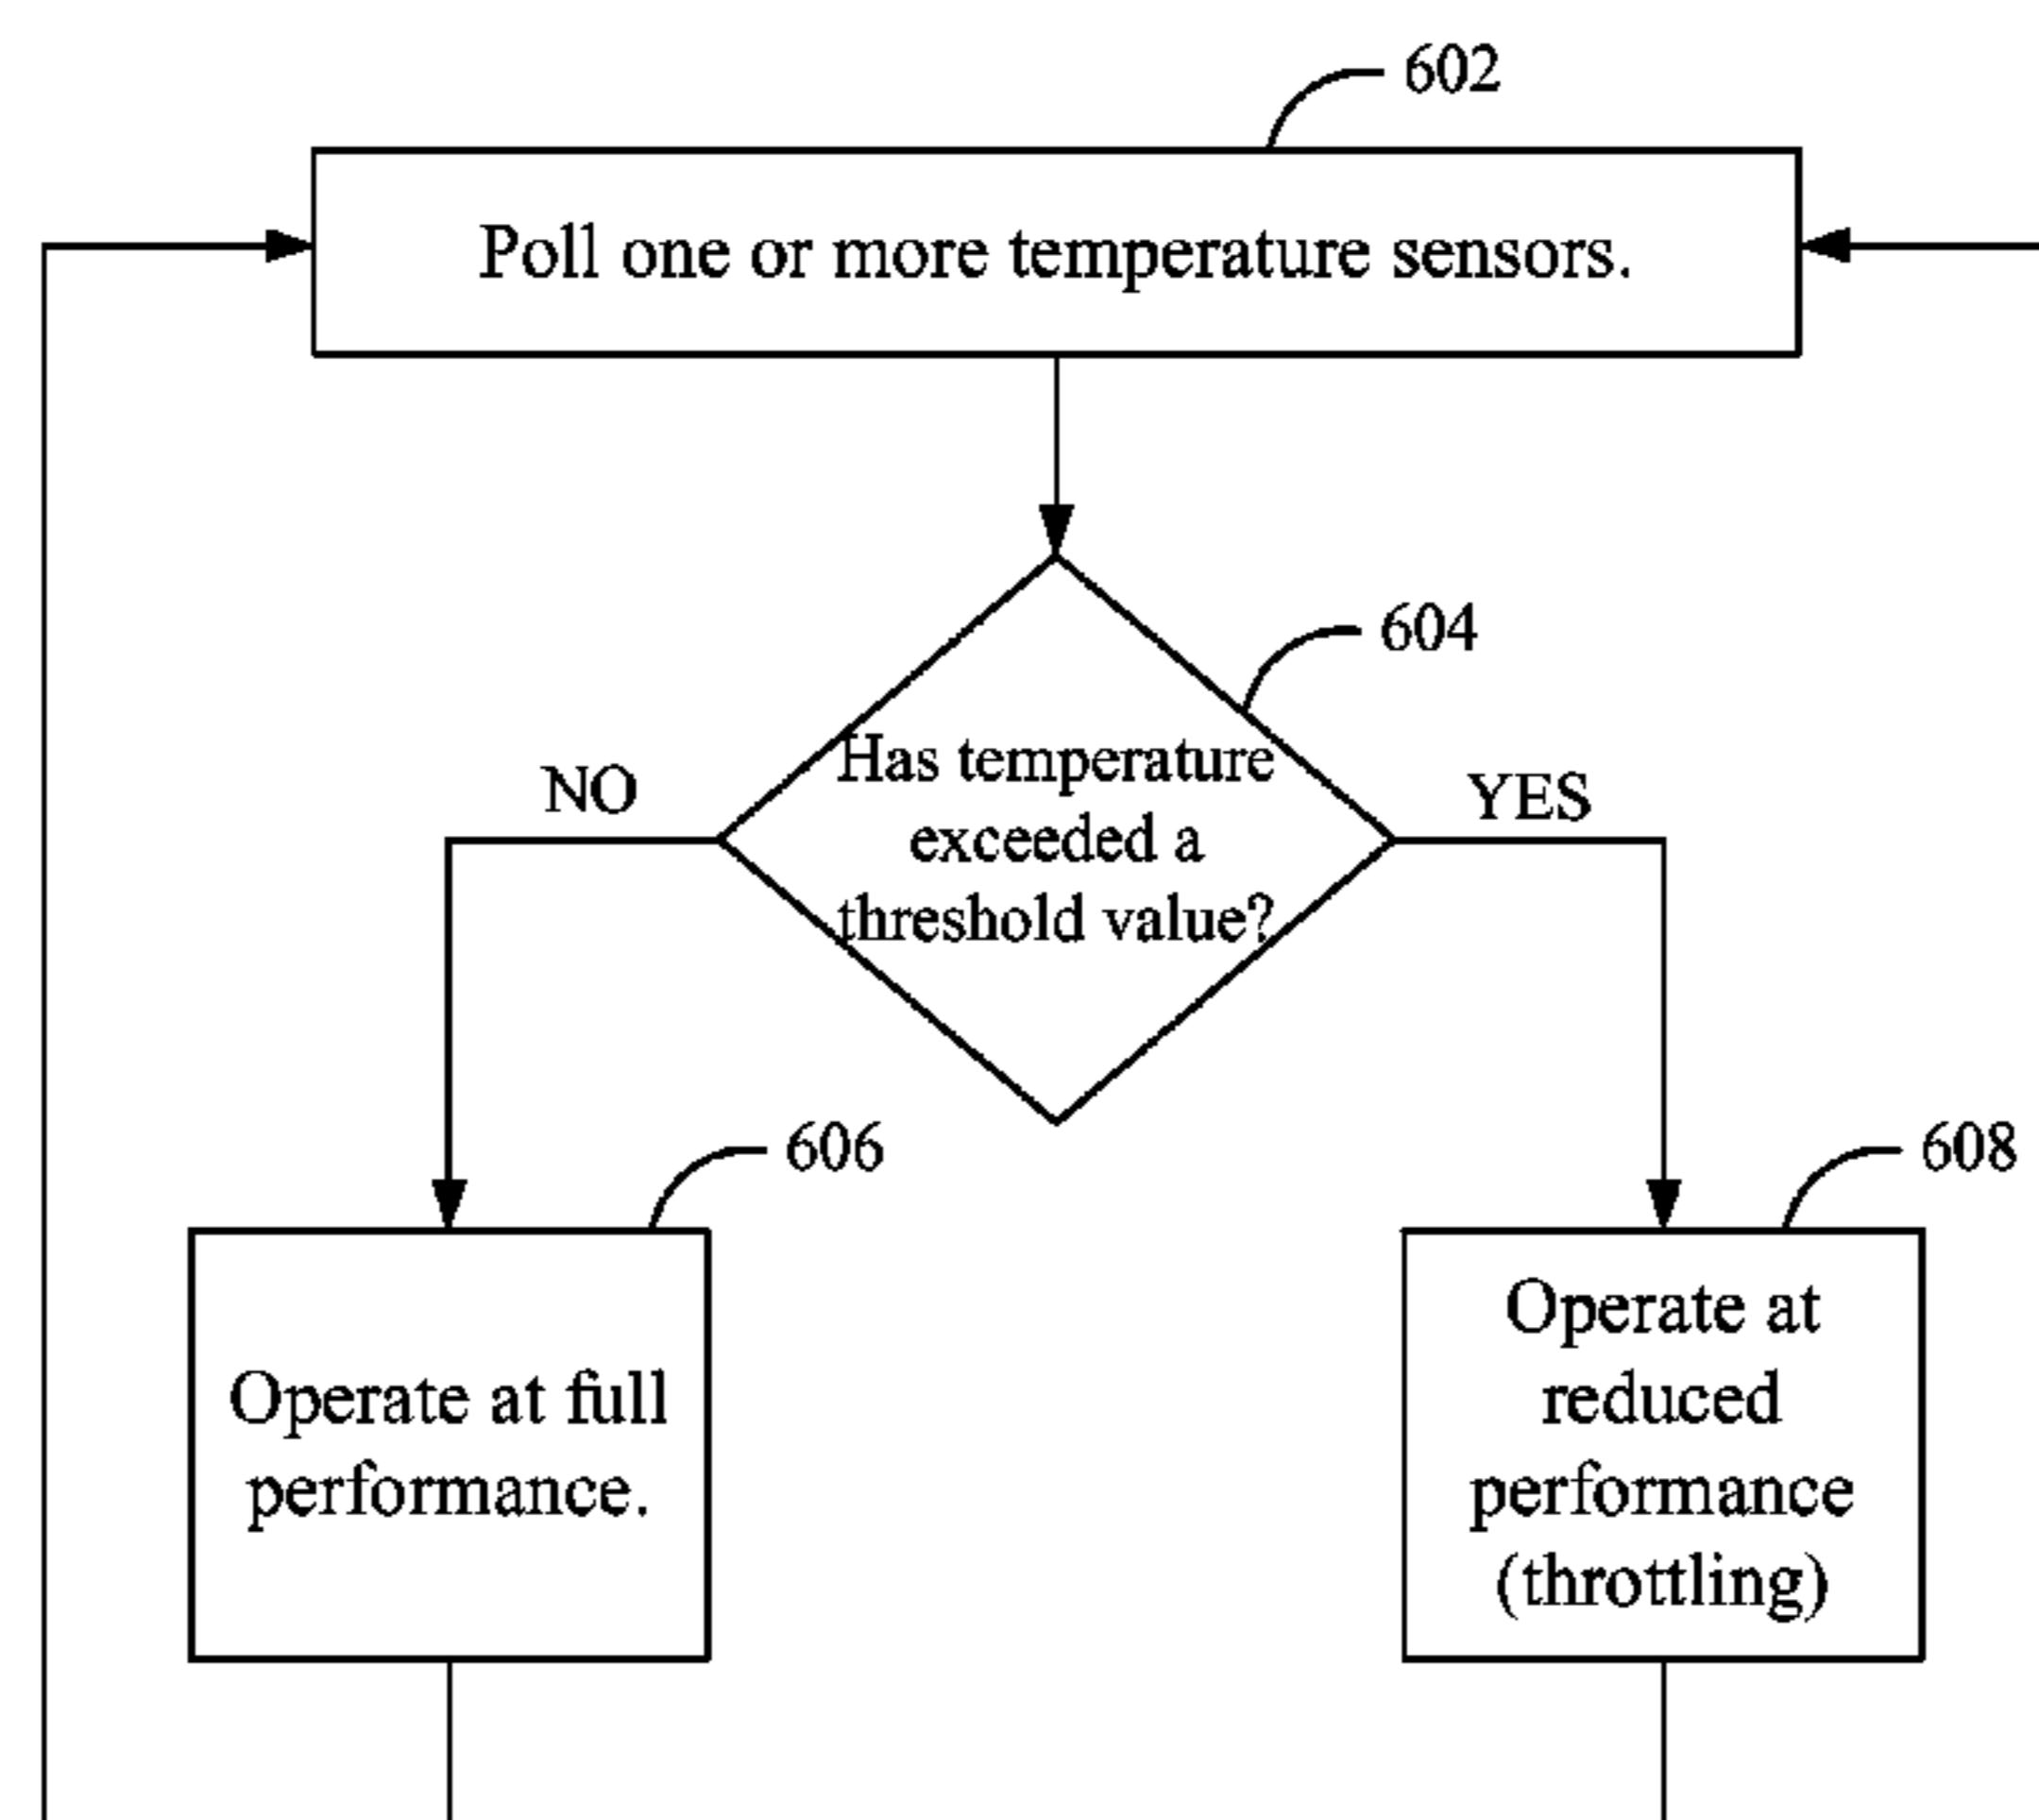 602
Poll one or more temperature sensors.
604
Has temperature
exceeded a
threshold value?
NO
YES
606
608
Operate at full
performance.
Operate at
reduced
performance
(throttling)